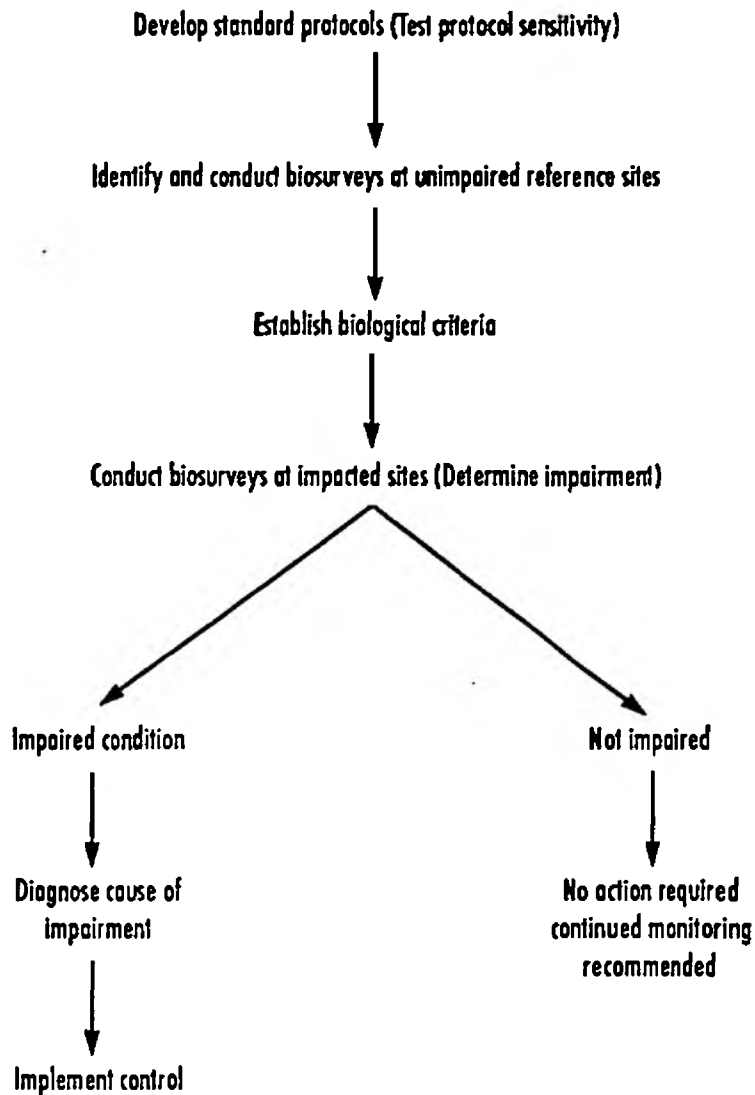 Develop standard protocols (Test protocol sensitivity)
Identify and conduct biosurveys at unimpaired reference sites
Establish biological criteria
Conduct biosurveys at impacted sites (Determine impairment)
Impaired condition
Not impaired
Diagnose cause of
impairment
No action required
continued monitoring
recommended
Implement control